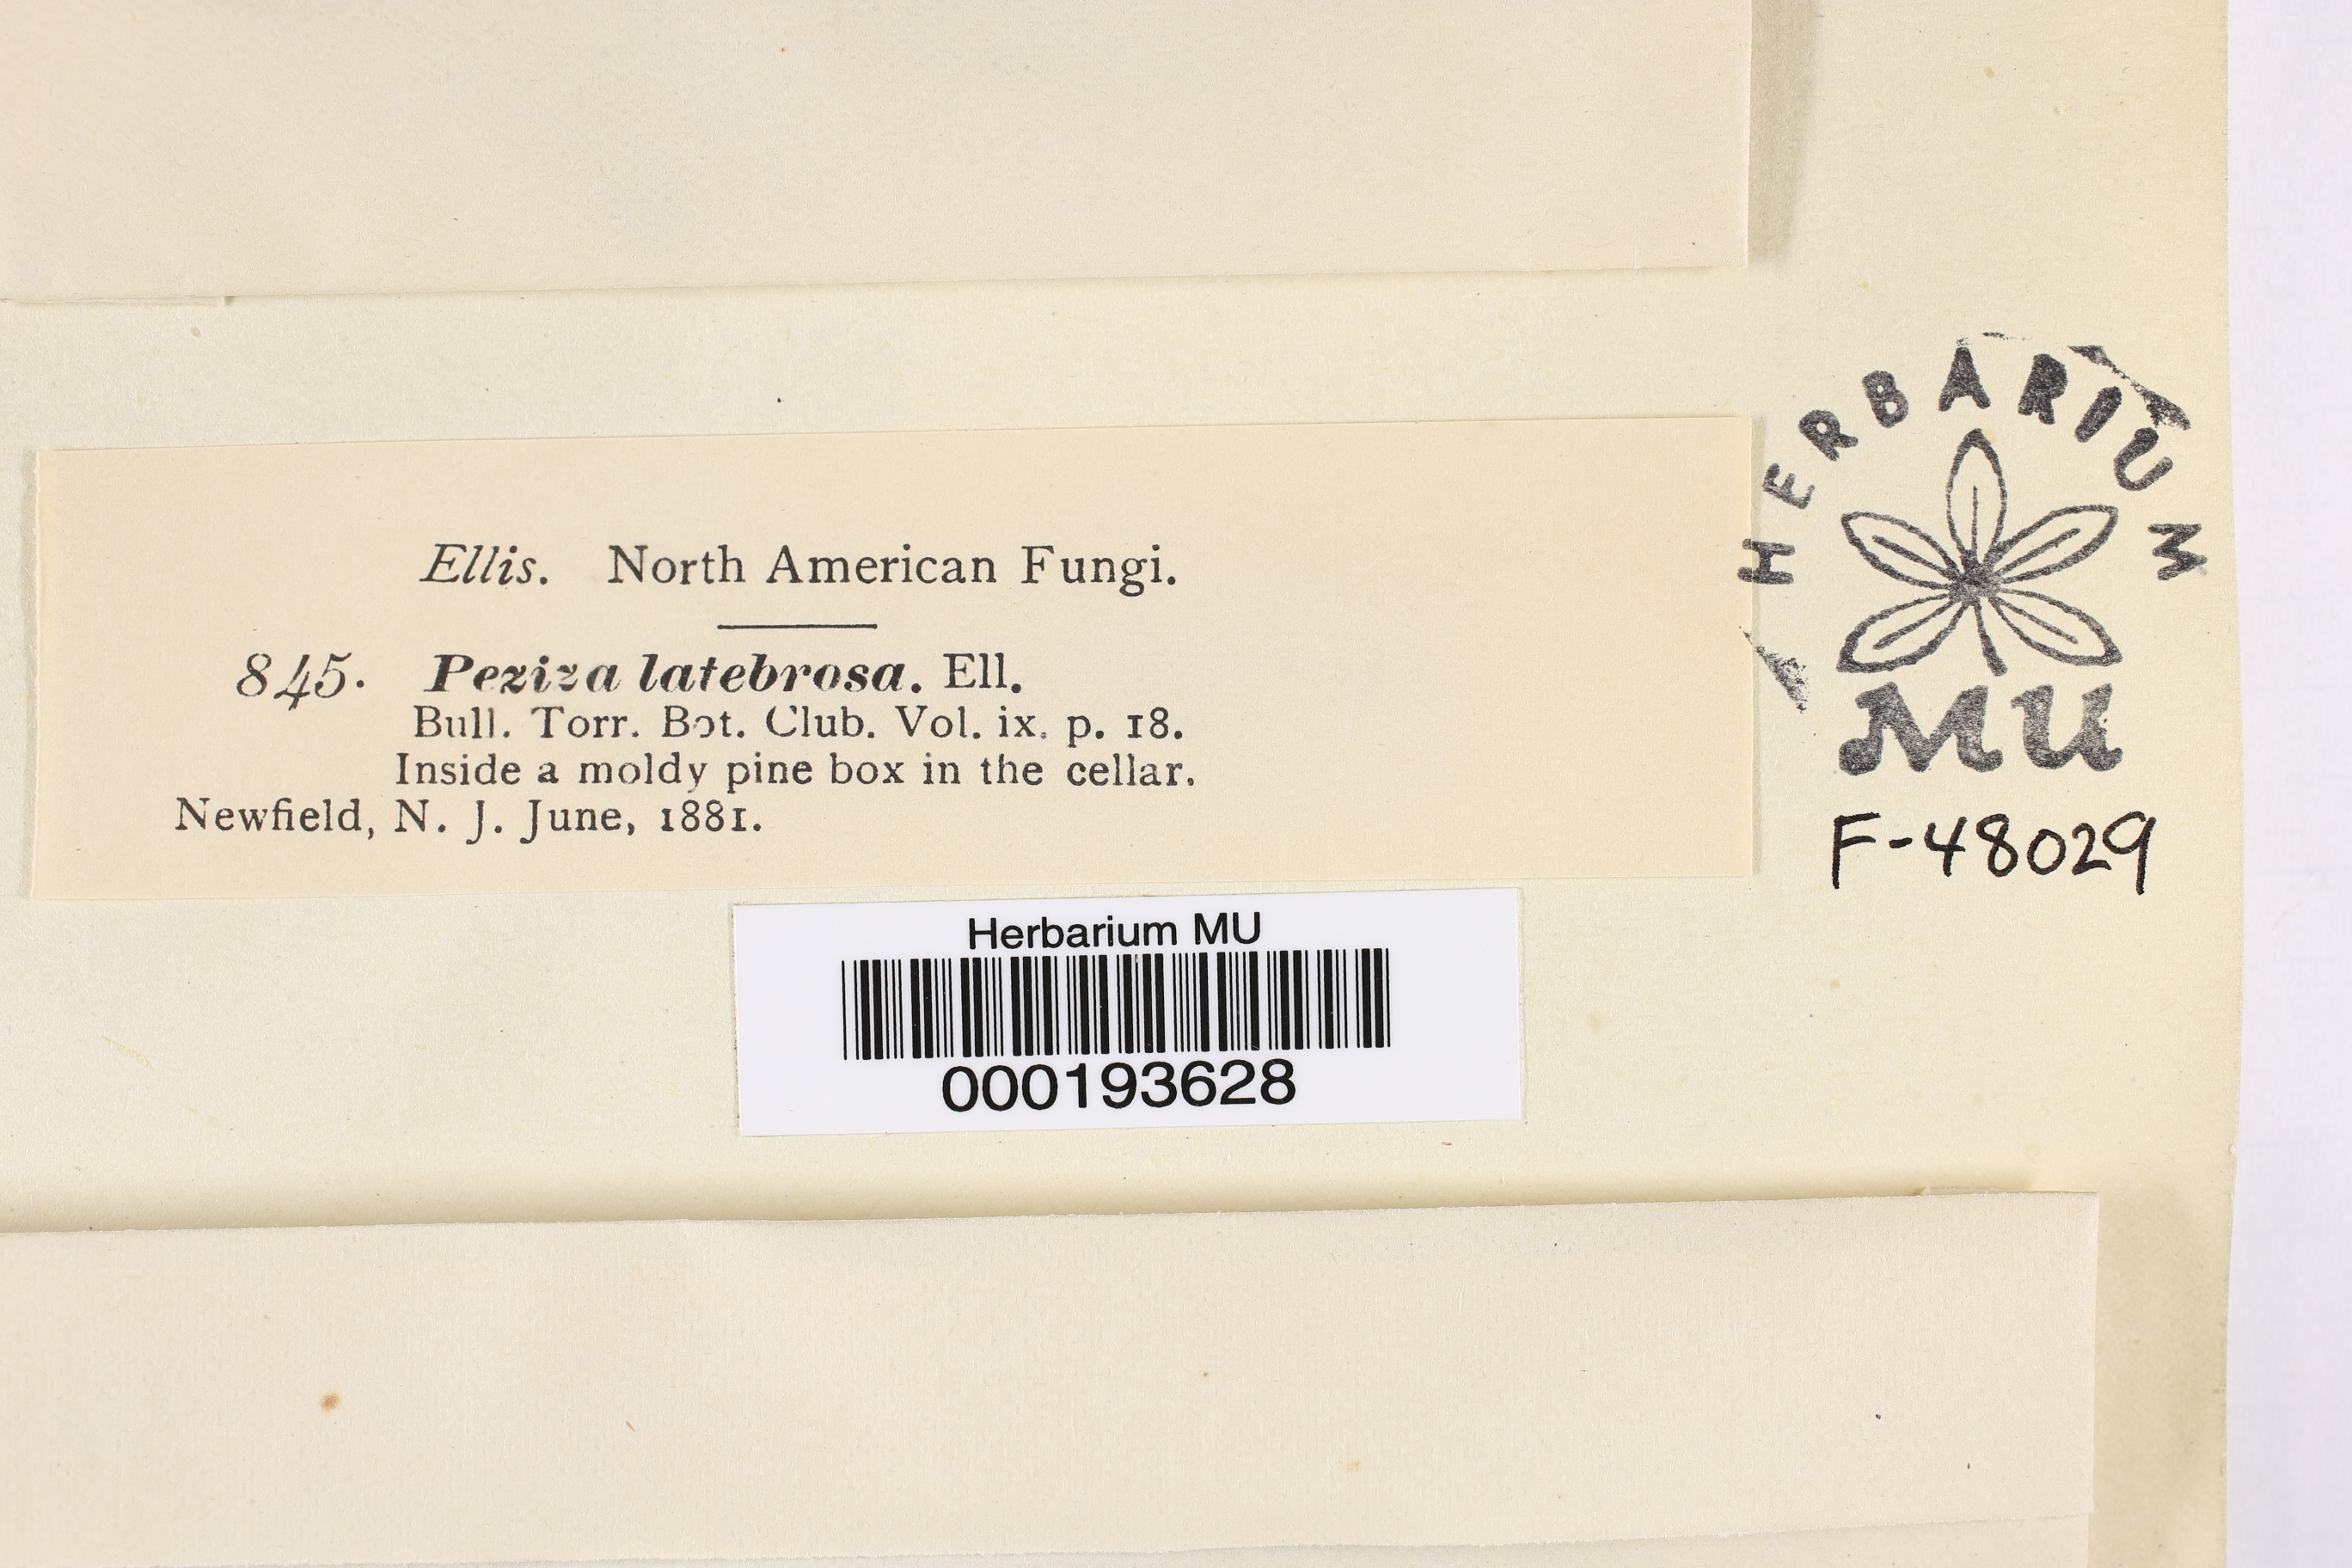 Ellis. North American Fungi.
845. Peziza latebrosa. Ell.
Bull. Torr. Bot. Club. Vol. ix. p. 18.
Inside a moldy pine box in the cellar.
Newfield, N. J. June, 1881.
HERBARIUM
MU
F-48029
Herbarium MU
000193628